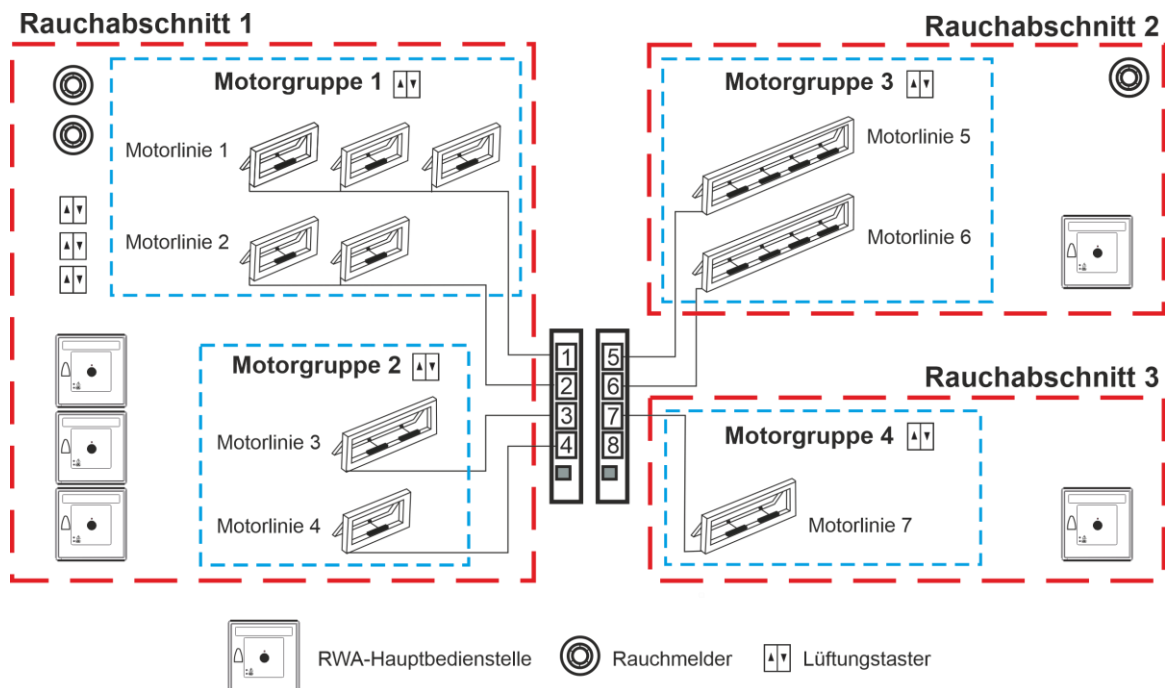 Rauchabschnitt 1
Motorgruppe 1
Motorlinie 1
Motorlinie 2
Motorgruppe 2
Motorlinie 3
Motorlinie 4
1
2
3
4
5
6
7
8
Rauchabschnitt 2
Motorgruppe 3
Motorlinie 5
Motorlinie 6
Rauchabschnitt 3
Motorgruppe 4
Motorlinie 7
RWA-Hauptbedienstelle
Rauchmelder
Lüftungstaster